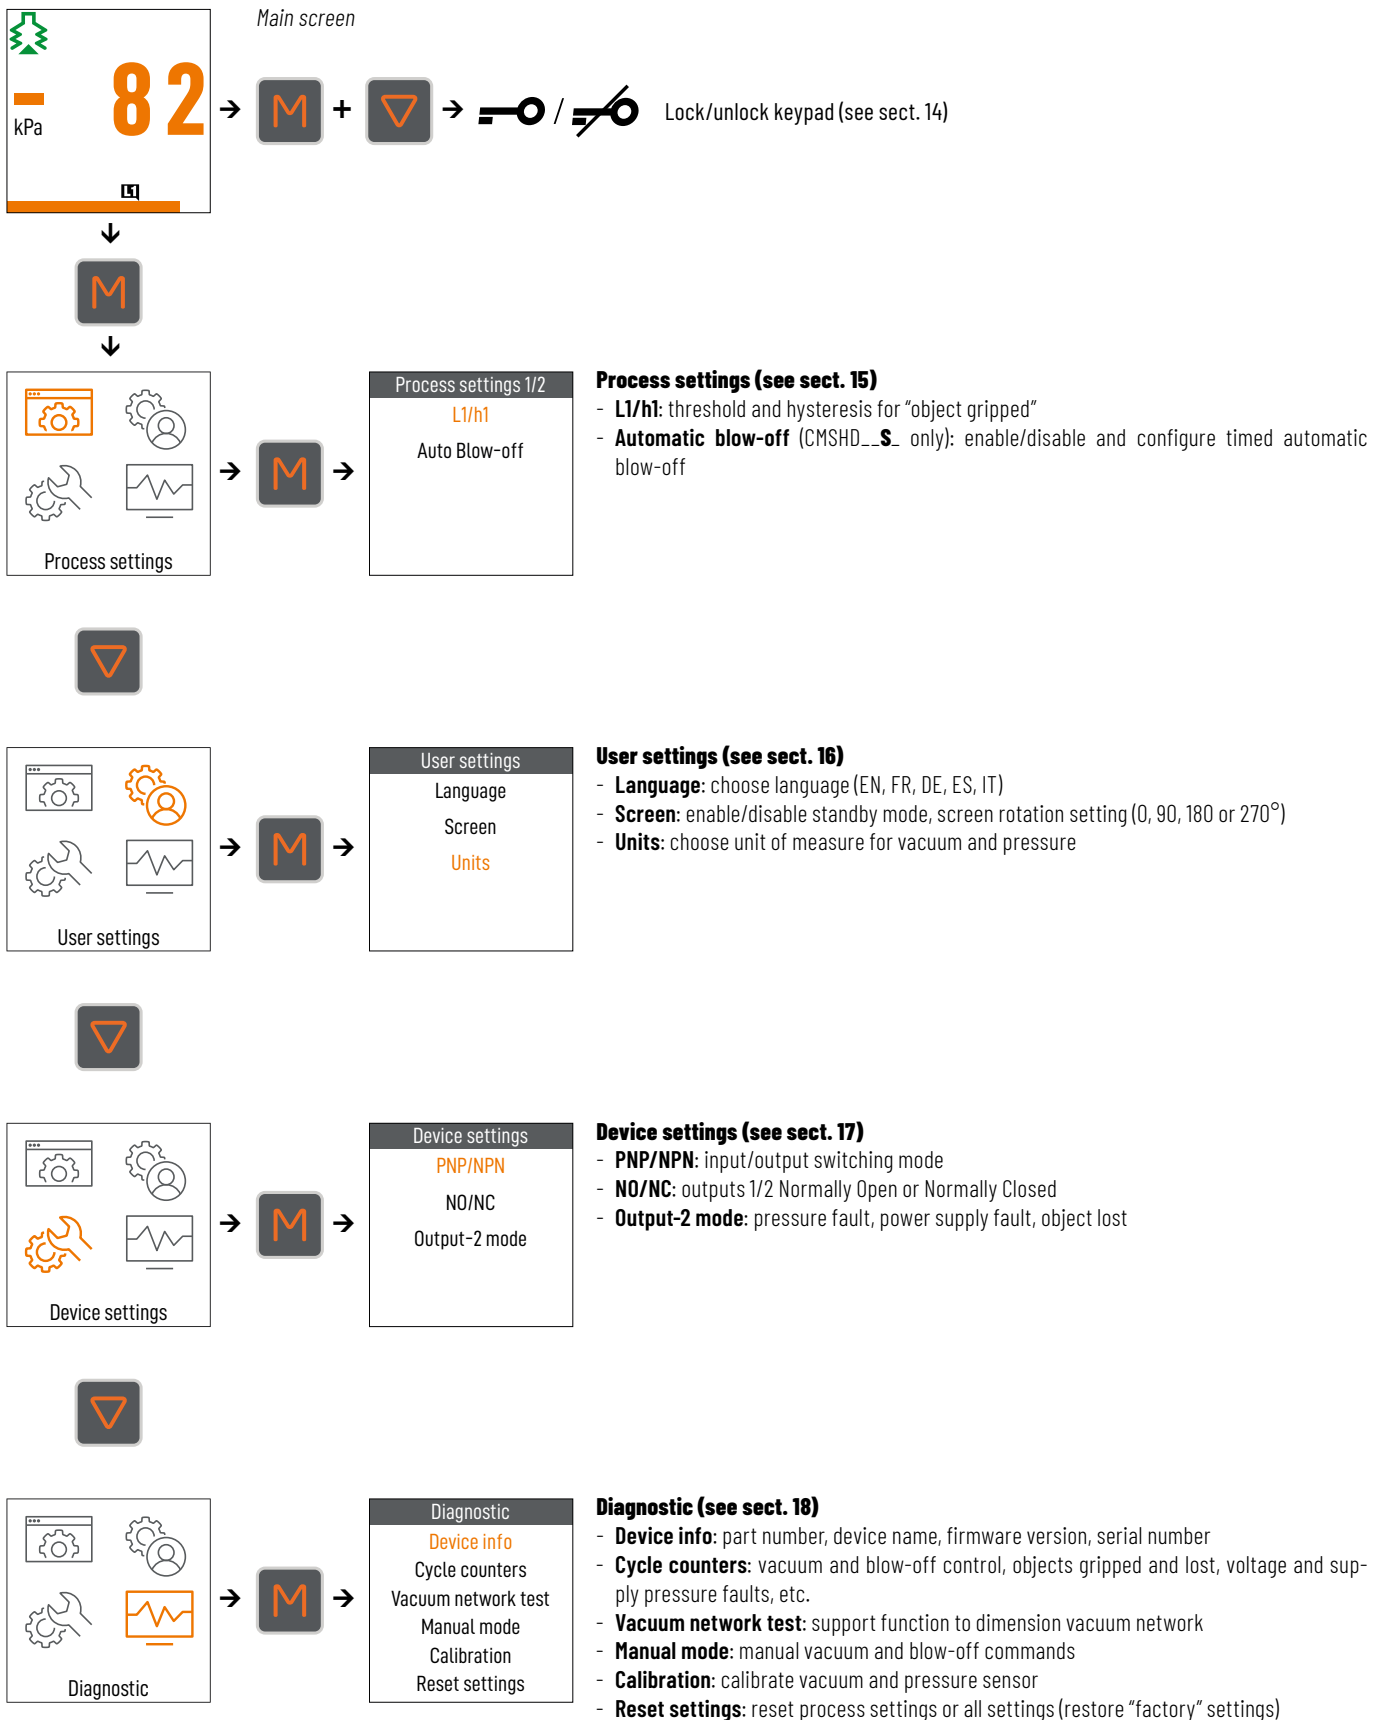 Main screen
- 82
kPa
L1
M + → / Lock/unlock keypad (see sect. 14)
M
Process settings
M
Process settings 1/2
L1/h1
Auto Blow-off
Process settings (see sect. 15)
- L1/h1: threshold and hysteresis for “object gripped”
- Automatic blow-off (CMSHD__S_ only): enable/disable and configure timed automatic
blow-off
User settings
M
User settings
Language
Screen
Units
User settings (see sect. 16)
- Language: choose language (EN, FR, DE, ES, IT)
- Screen: enable/disable standby mode, screen rotation setting (0, 90, 180 or 270°)
- Units: choose unit of measure for vacuum and pressure
Device settings
M
Device settings
PNP/NPN
NO/NC
Output-2 mode
Device settings (see sect. 17)
- PNP/NPN: input/output switching mode
- NO/NC: outputs 1/2 Normally Open or Normally Closed
- Output-2 mode: pressure fault, power supply fault, object lost
Diagnostic
M
Diagnostic
Device info
Cycle counters
Vacuum network test
Manual mode
Calibration
Reset settings
Diagnostic (see sect. 18)
- Device info: part number, device name, firmware version, serial number
- Cycle counters: vacuum and blow-off control, objects gripped and lost, voltage and sup-
ply pressure faults, etc.
- Vacuum network test: support function to dimension vacuum network
- Manual mode: manual vacuum and blow-off commands
- Calibration: calibrate vacuum and pressure sensor
- Reset settings: reset process settings or all settings (restore “factory” settings)